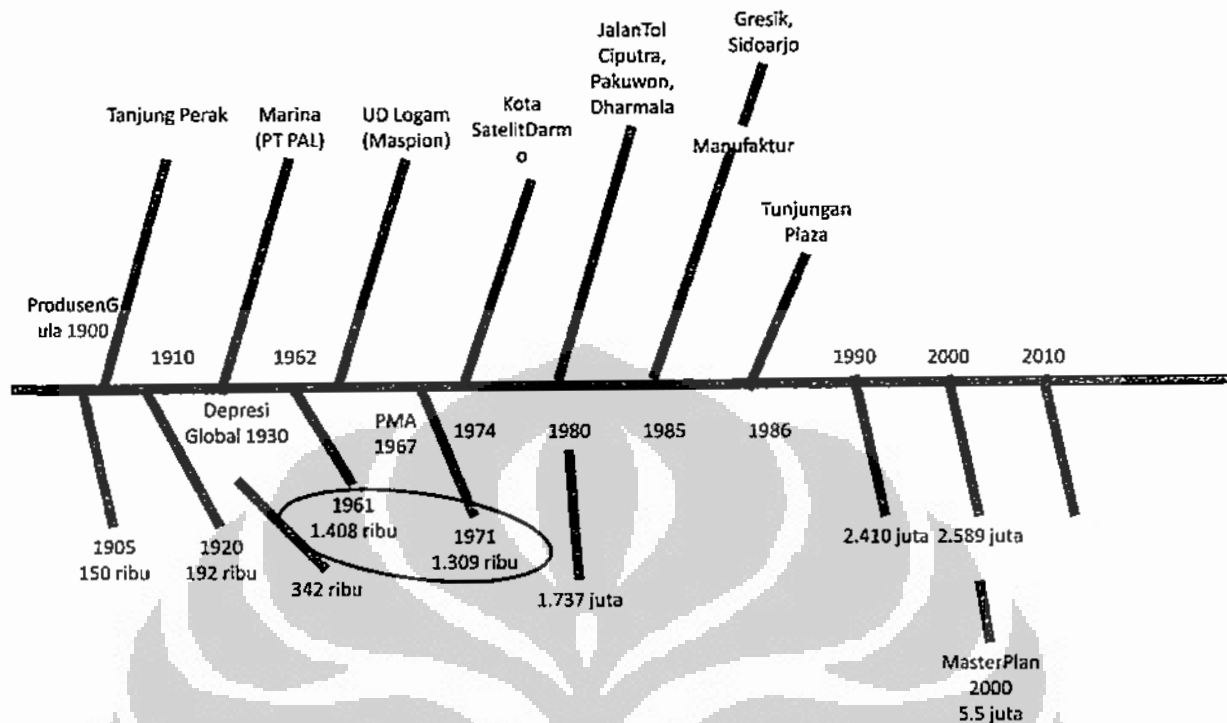 Gresik,
Sidoarjo
JalanTol
Ciputra,
Pakuwon,
Dharmala
Kota
SatelitDarm
o
Tanjung Perak
Marina
(PT PAL)
UD Logam
(Maspion)
Manufaktur
Tunjungan
Plaza
ProdusenG
ula 1900
1910
1962
1990
2000
2010
Depresi
Global 1930
PMA
1967
1974
1980
1985
1986
1905
150 ribu
1920
192 ribu
342 ribu
1961
1.408 ribu
1971
1.309 ribu
1.737 juta
2.410 juta
2.589 juta
MasterPlan
2000
5.5 juta